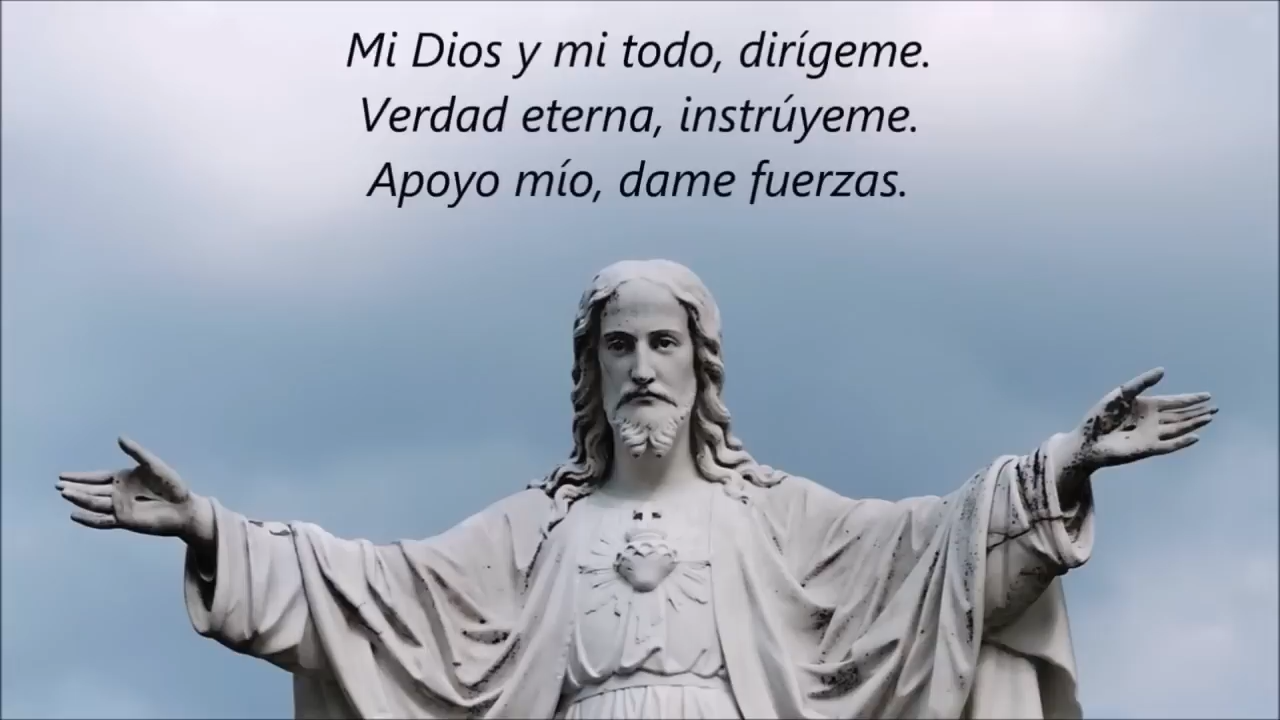 Mi Dios y mi todo, dirígeme.
Verdad eterna, instrúyeme.
Apoyo mío, dame fuerzas.